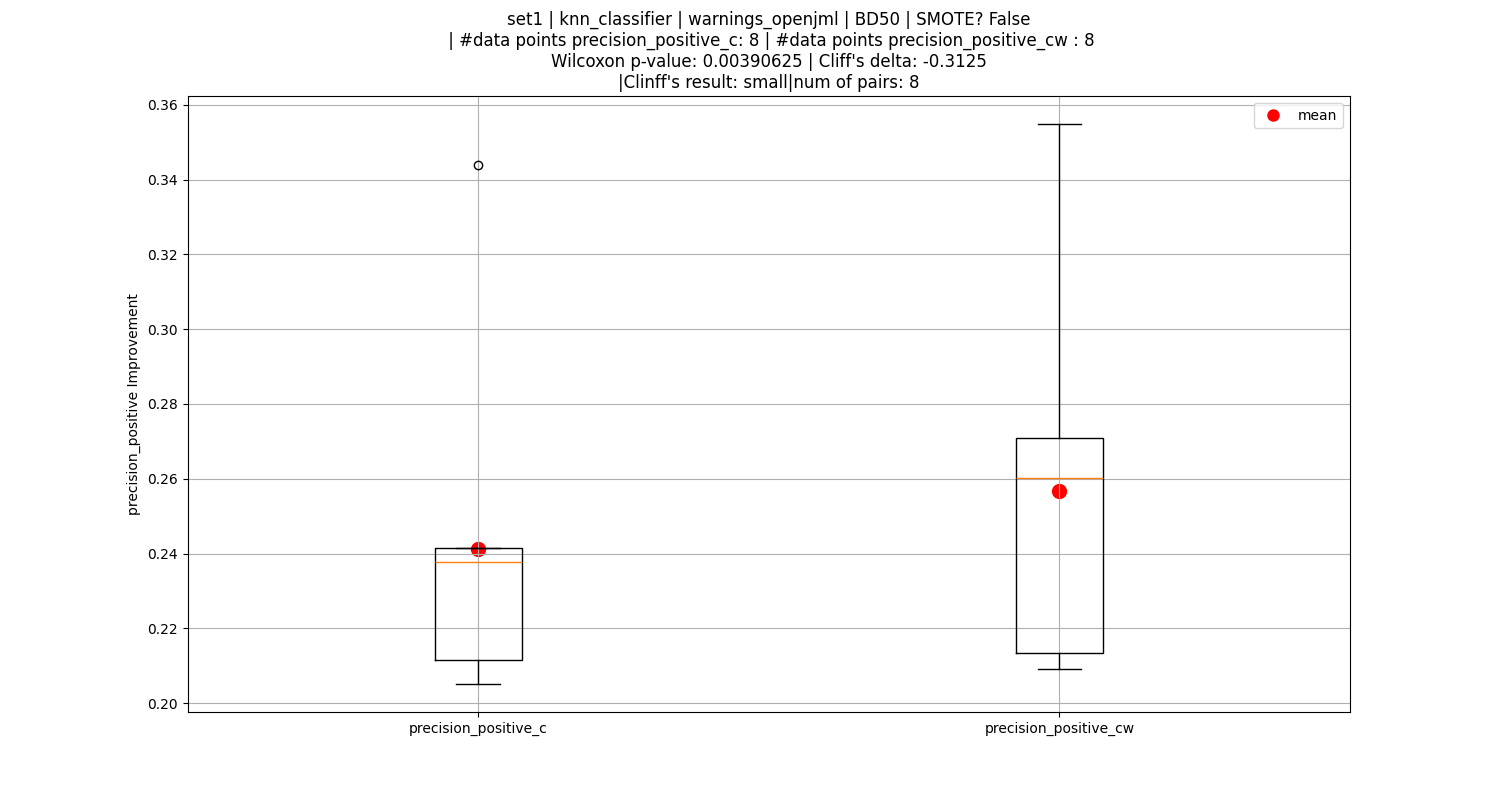 set1 | knn_classifier | warnings_openjml | BD50 | SMOTE? False
| #data points precision_positive_c: 8 | #data points precision_positive_cw : 8
Wilcoxon p-value: 0.00390625 | Cliff's delta: -0.3125
|Clinff's result: small|num of pairs: 8
mean
0.36
0.34
0.32
0.30
0.28
0.26
0.24
0.22
0.20
precision_positive Improvement
precision_positive_c
precision_positive_cw